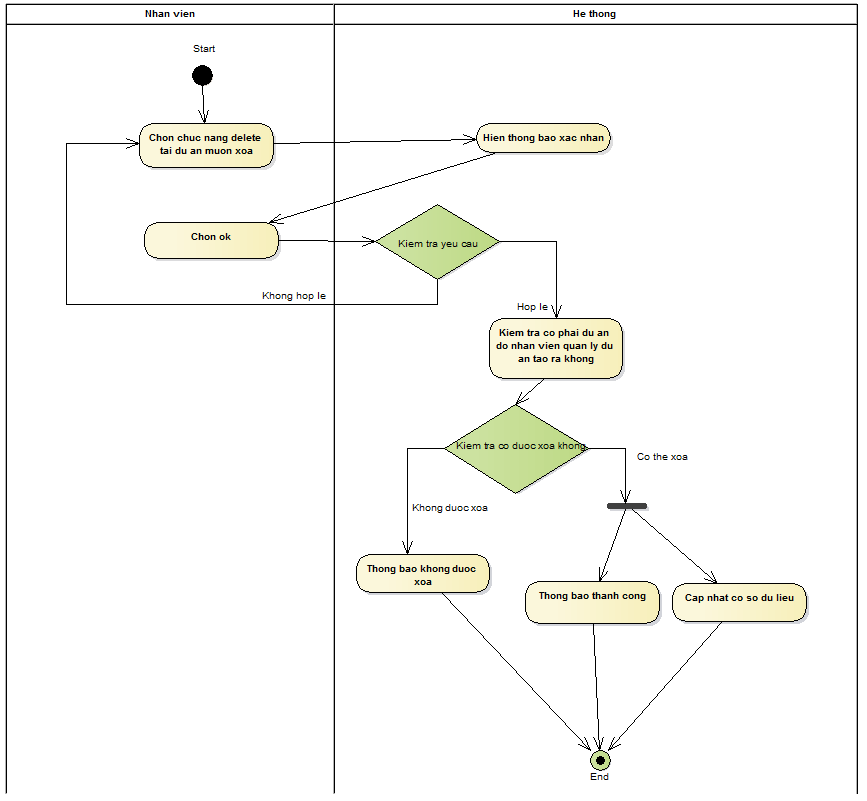 Nhan vien
He thong
Start
Chon chuc nang delete
tai du an muon xoa
Hien thong bao xac nhan
Chon ok
Kiem tra yeu cau
Khong hop le
Hop le
Kiem tra co phai du an
do nhan vien quan ly du
an tao ra khong
Kiem tra co duoc xoa khong
Co the xoa
Khong duoc xoa
Thong bao khong duoc
xoa
Thong bao thanh cong
Cap nhat co so du lieu
End